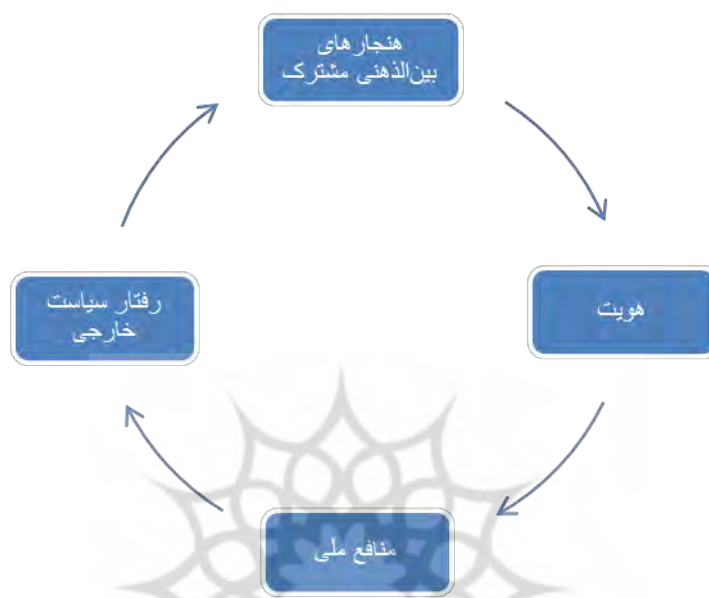 هنجارهای
بین‌الذهنی مشترک
هویت
منافع ملی
رفتار سیاست
خارجی